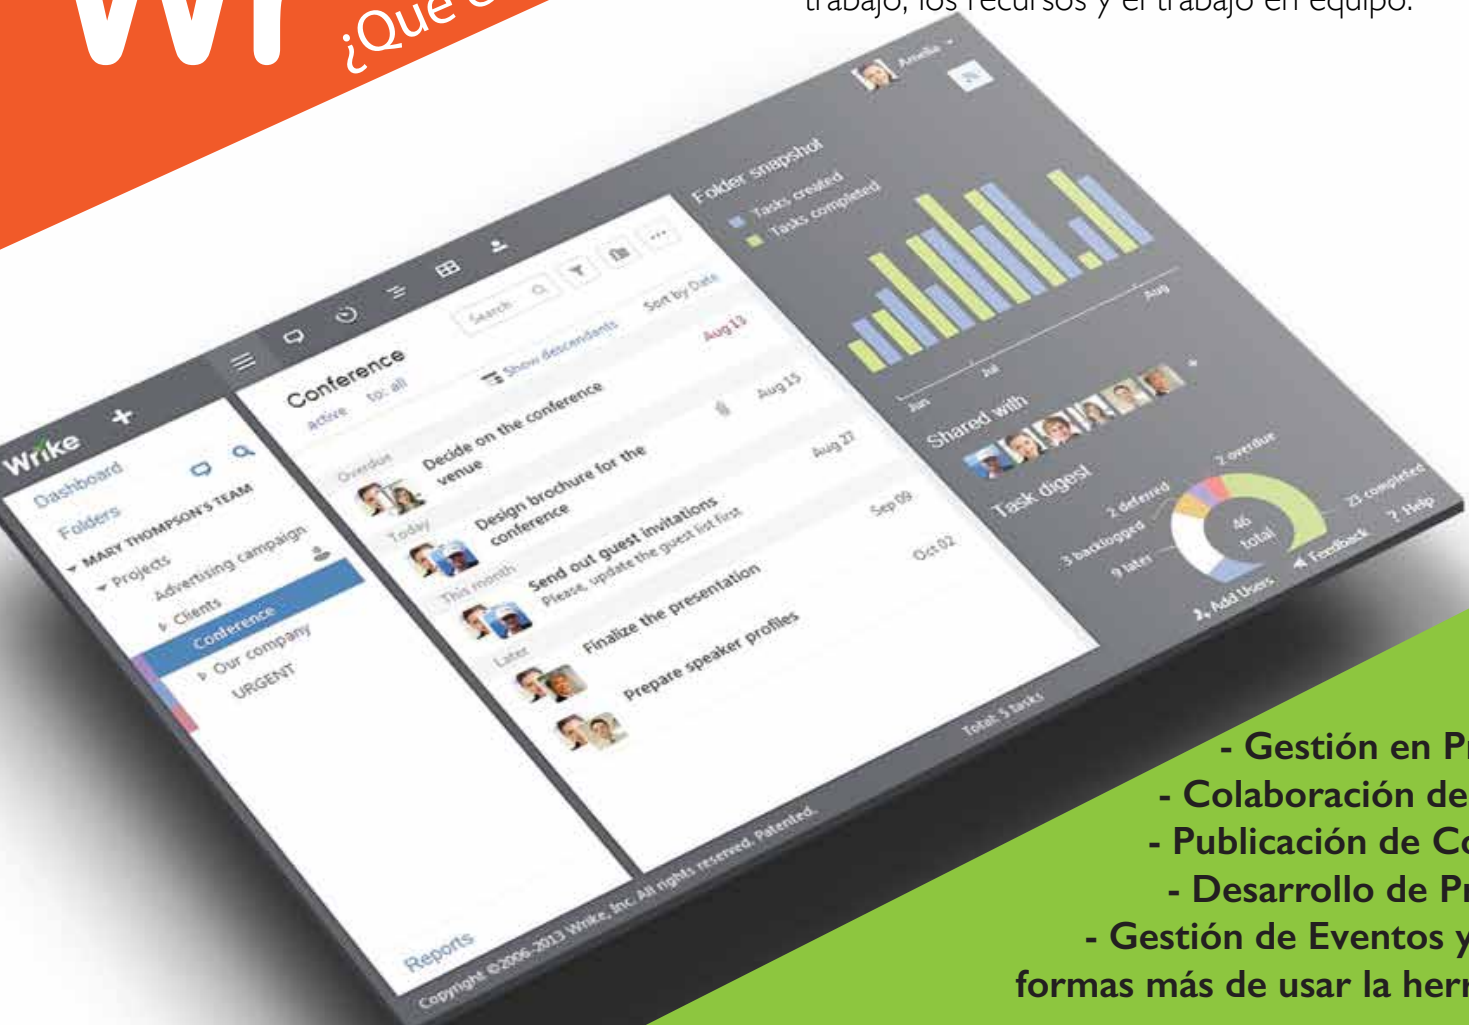 Wr
¿Qué
trabajo, los recursos y el trabajo en equipo.
Wrike
Amelia
Dashboard
Folders
MARY THOMPSON'S TEAM
Projects
Advertising campaign
Clients
Conference
Our company
URGENT
Reports
Search
Conference
active to: all
Show descendants
Sort by Date
Overdue
Decide on the conference
venue
Aug 13
Today
Design brochure for the
conference
Aug 15
This month
Send out guest invitations
Please, update the guest list first
Aug 27
Later
Finalize the presentation
Sep 09
Prepare speaker profiles
Oct 02
Total: 5 tasks
Folder snapshot
Tasks created
Tasks completed
Jun
Jul
Aug
Shared with
Task digest
2 overdue
2 deferred
3 backlogged
9 later
46
total
23 completed
Add Users
Feedback
? Help
Copyright ©2006-2013 Wrike, Inc. All rights reserved. Patented.
- Gestión en Pr
- Colaboración de
- Publicación de Co
- Desarrollo de Pr
- Gestión de Eventos y
formas más de usar la herr